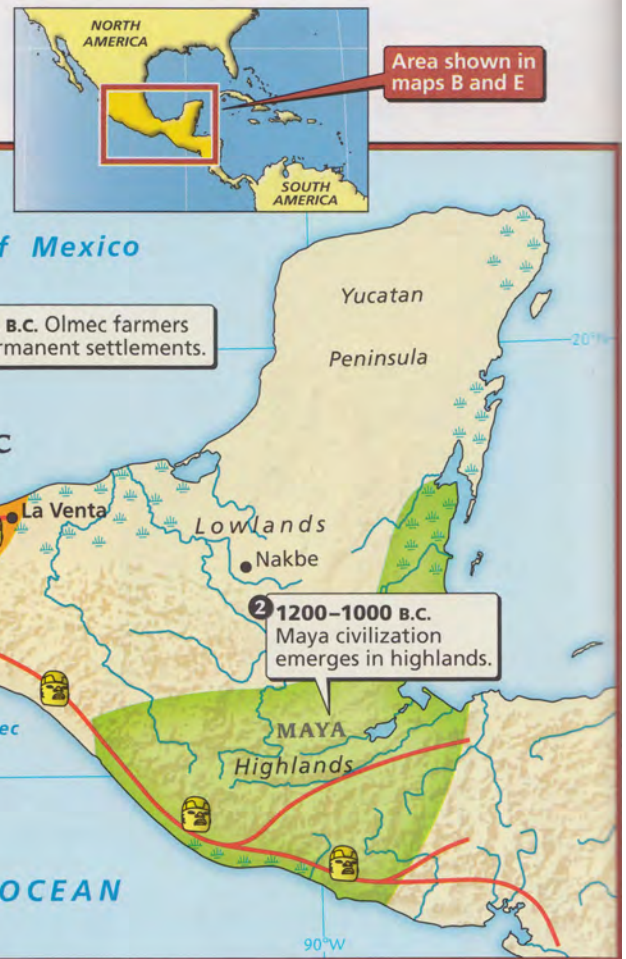 NORTH
AMERICA
Area shown in
maps B and E
SOUTH
AMERICA
f Mexico
Yucatan
B.C. Olmec farmers
rmanent settlements.
Peninsula
20°N
C
La Venta
Lowlands
Nakbe
2 1200–1000 B.C.
Maya civilization
emerges in highlands.
ec
MAYA
Highlands
OCEAN
90°W